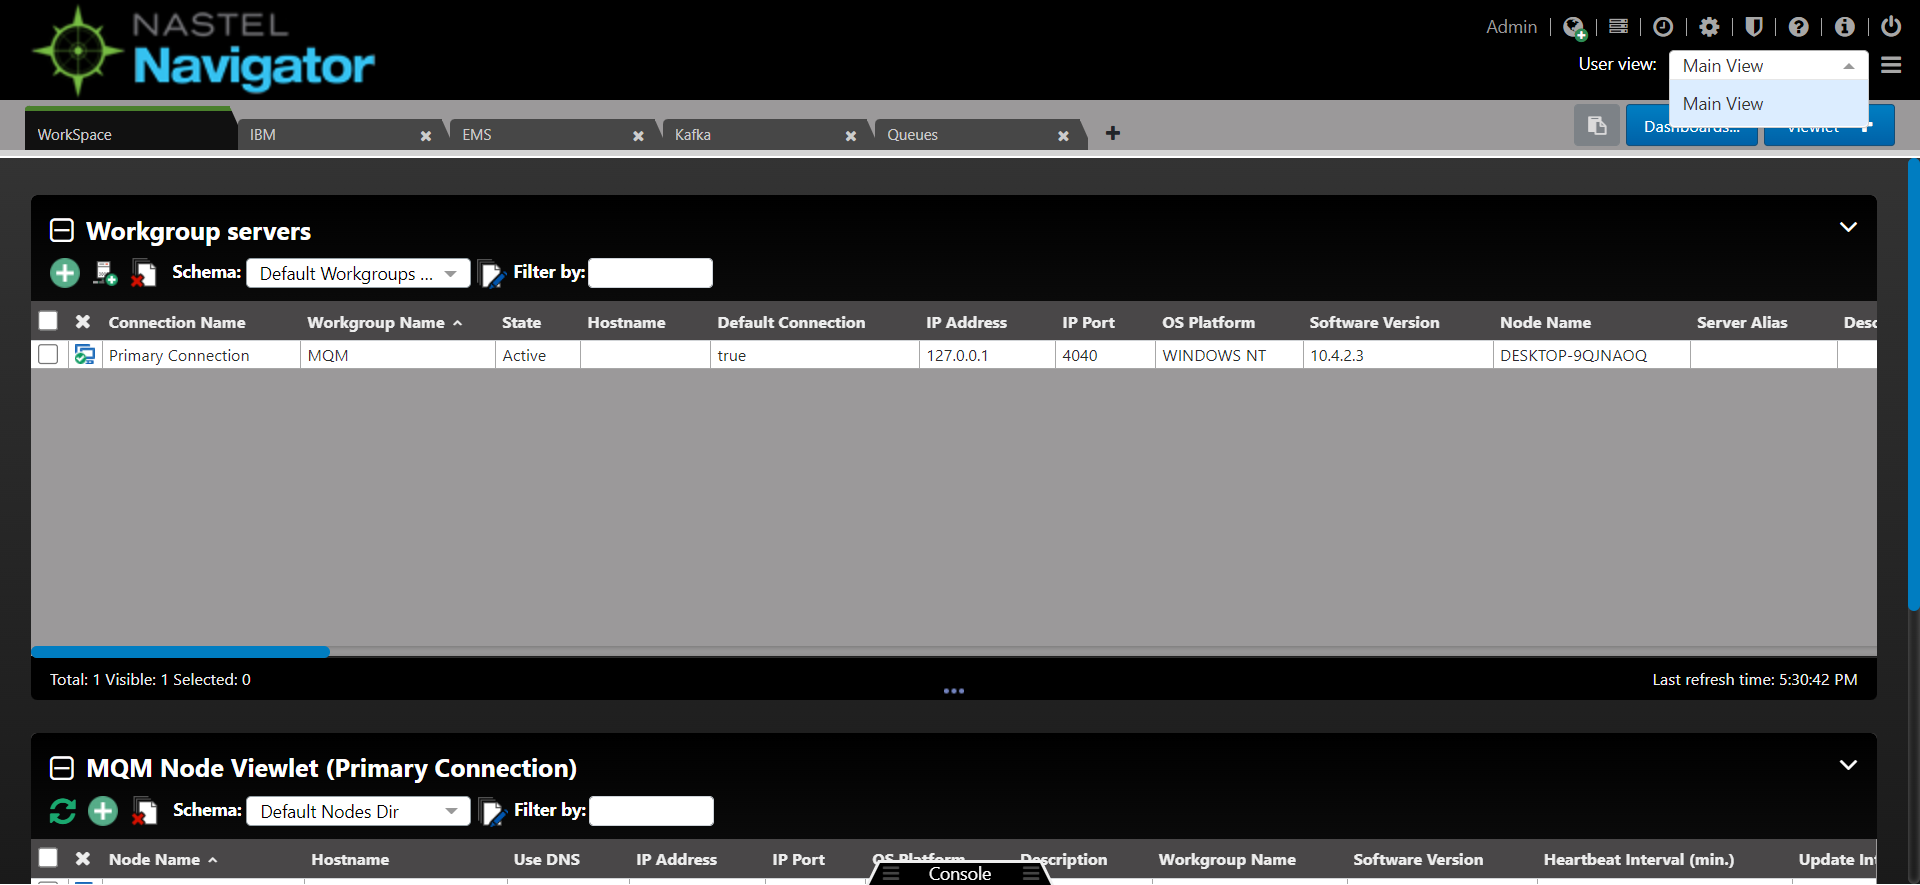 NASTEL
Navigator
Admin
User view: Main View
Main View
WorkSpace
IBM
EMS
Kafka
Queues
Dashboards...
Viewlet
Workgroup servers
Schema: Default Workgroups ... Filter by:
Connection Name Workgroup Name State Hostname Default Connection IP Address IP Port OS Platform Software Version Node Name Server Alias Desc
Primary Connection MQM Active true 127.0.0.1 4040 WINDOWS NT 10.4.2.3 DESKTOP-9QJNAOQ
Total: 1 Visible: 1 Selected: 0
Last refresh time: 5:30:42 PM
MQM Node Viewlet (Primary Connection)
Schema: Default Nodes Dir Filter by:
Node Name Hostname Use DNS IP Address IP Port OS Platform Description Workgroup Name Software Version Heartbeat Interval (min.) Update Int
Console